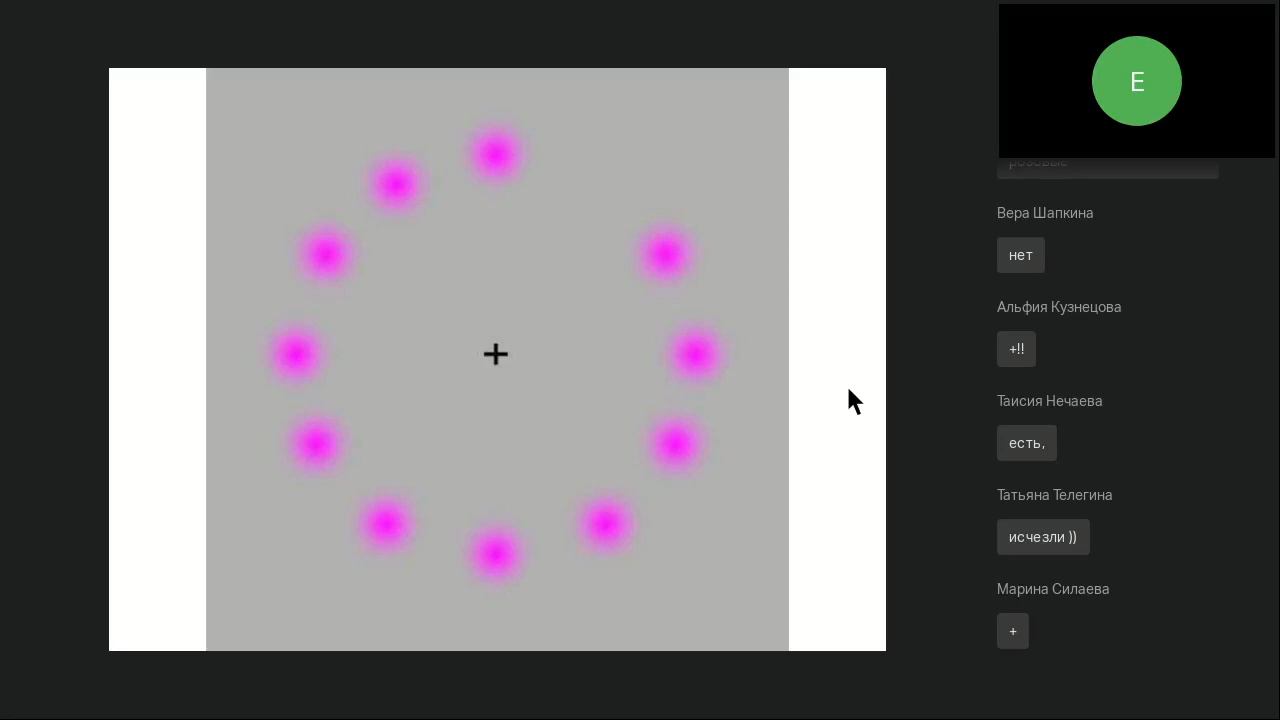 E
Вера Шапкина
нет
Альфия Кузнецова
+!!
Таисия Нечаева
есть,
Татьяна Телегина
исчезли ))
Марина Силаева
+